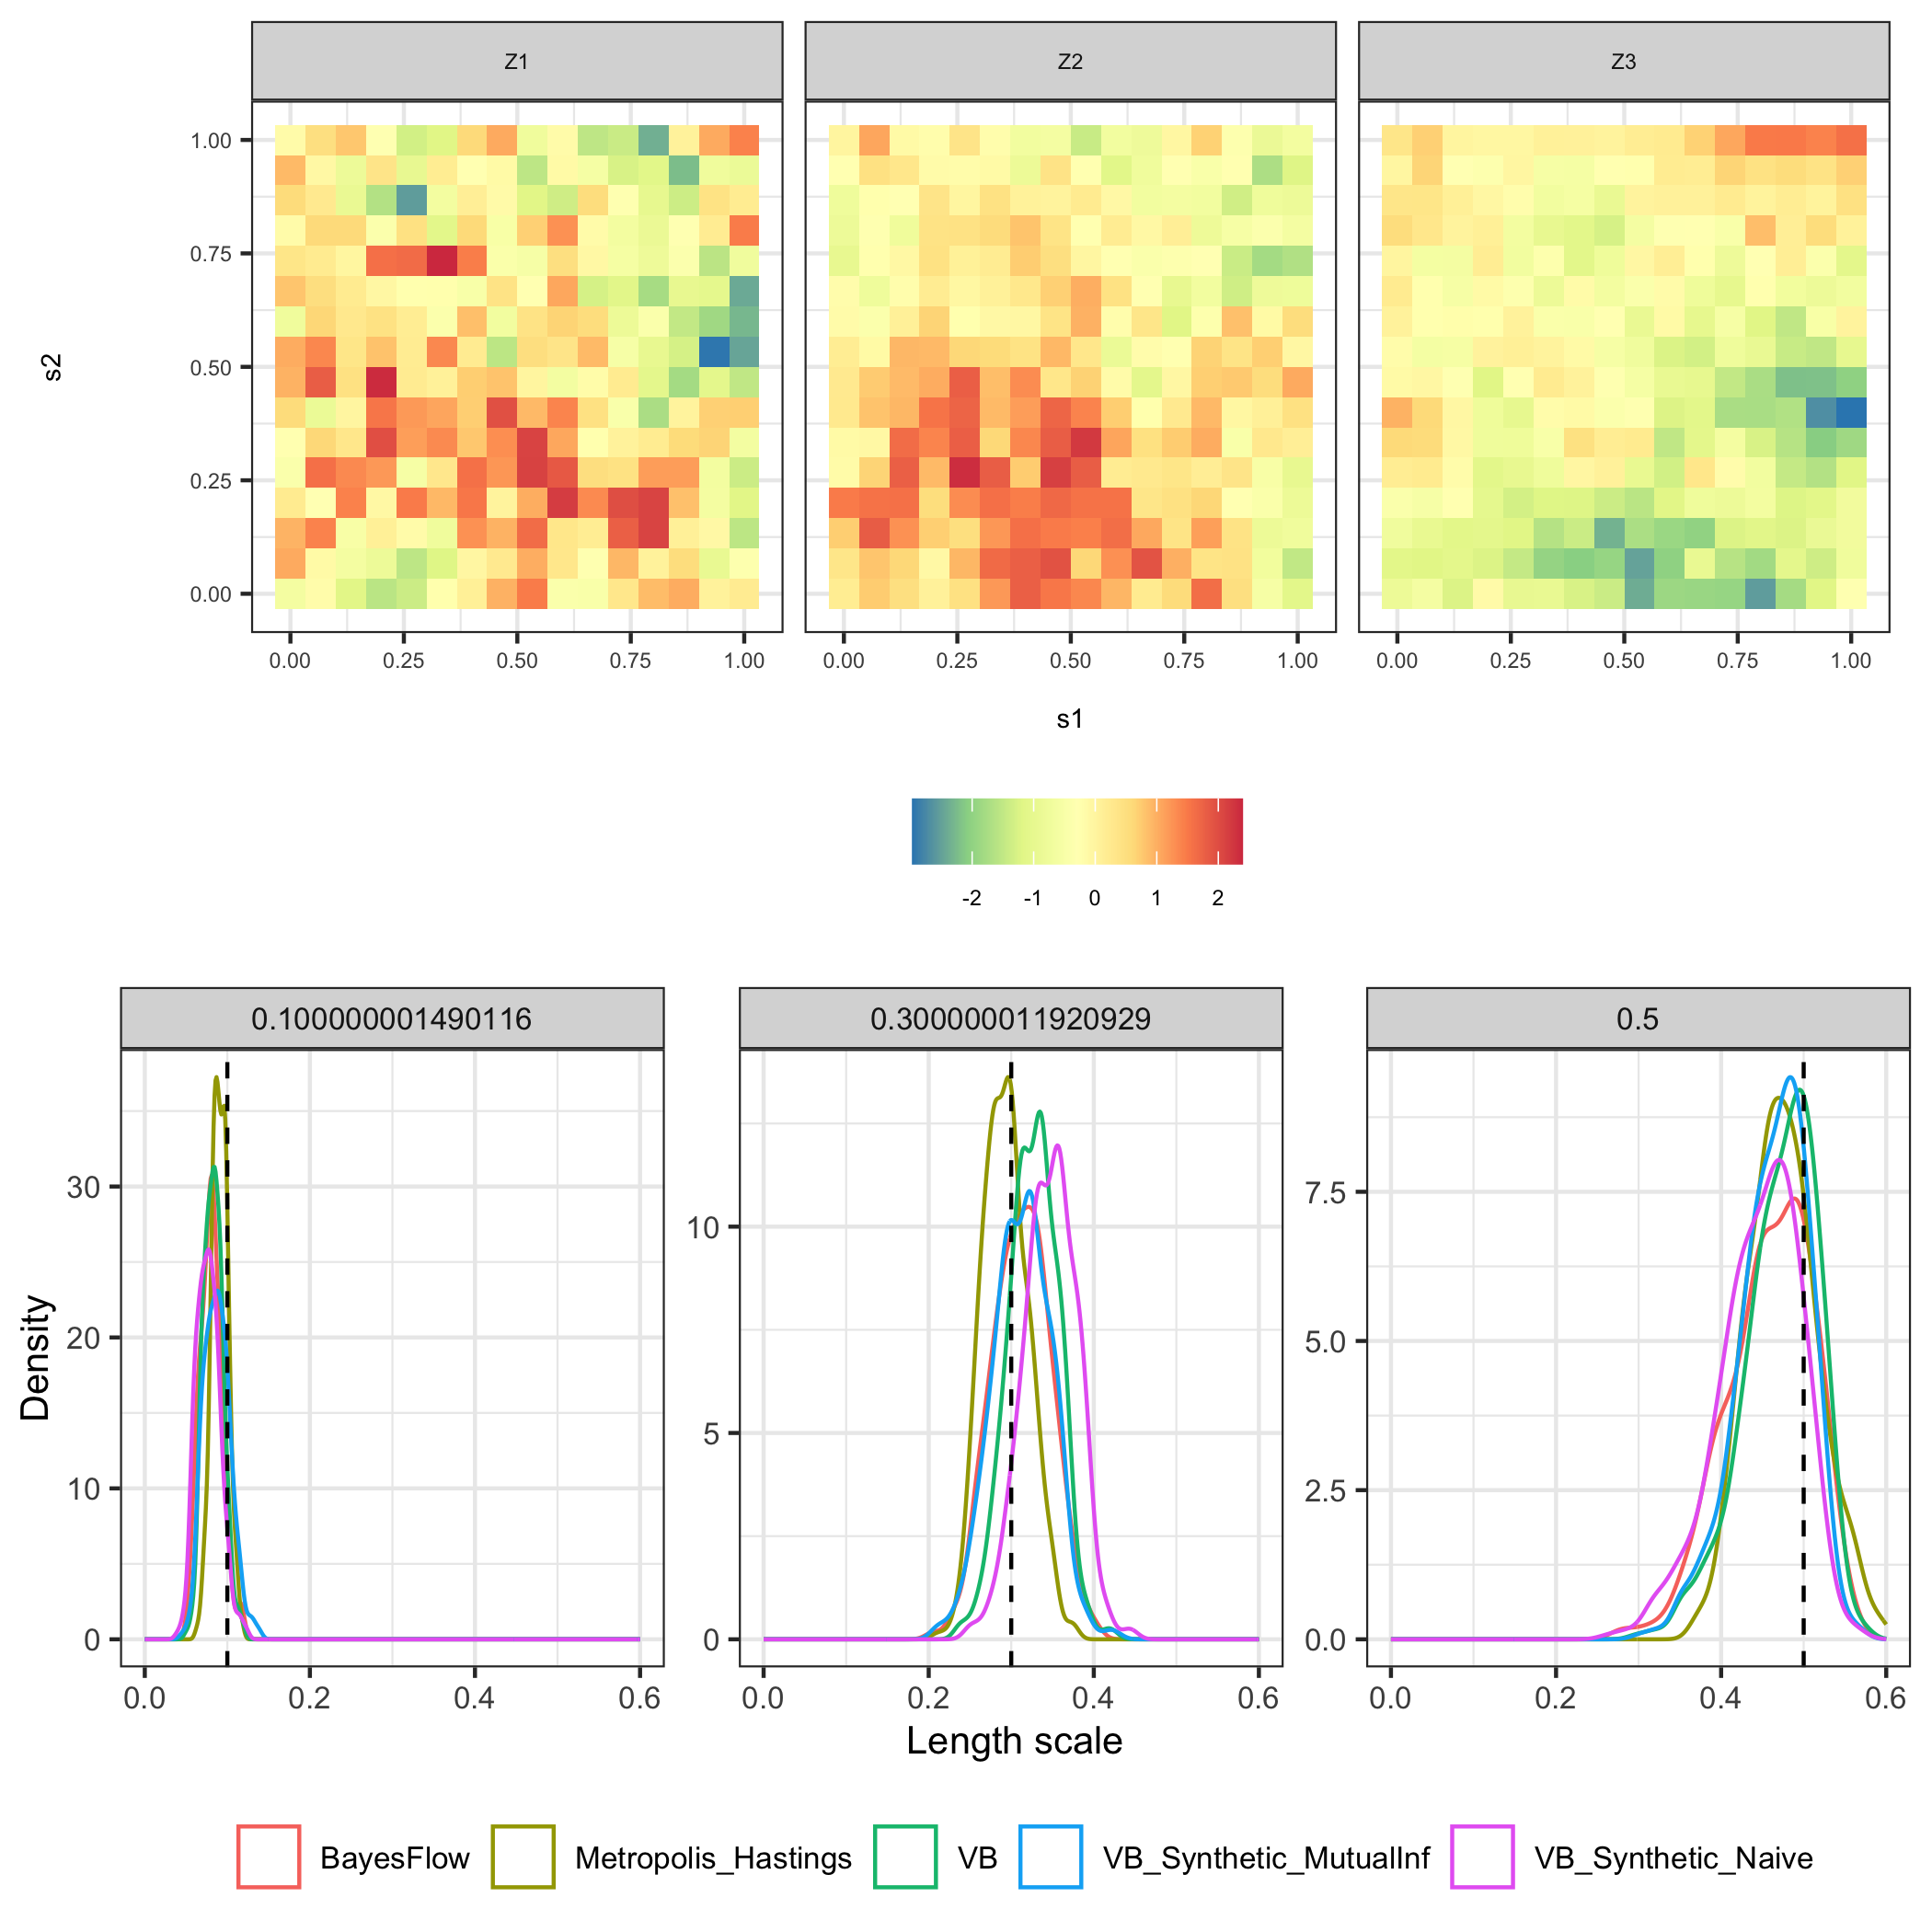 Z1 Z2 Z3
1.00
0.75
0.50
0.25
0.00
s2
0.00 0.25 0.50 0.75 1.00 0.00 0.25 0.50 0.75 1.00 0.00 0.25 0.50 0.75 1.00
s1
-2 -1 0 1 2
0.100000001490116 0.300000011920929 0.5
30
20
10
0
10
5
0
7.5
5.0
2.5
0.0
Density
0.0 0.2 0.4 0.6 0.0 0.2 0.4 0.6 0.0 0.2 0.4 0.6
Length scale
BayesFlow Metropolis_Hastings VB VB_Synthetic_MutualInf VB_Synthetic_Naive